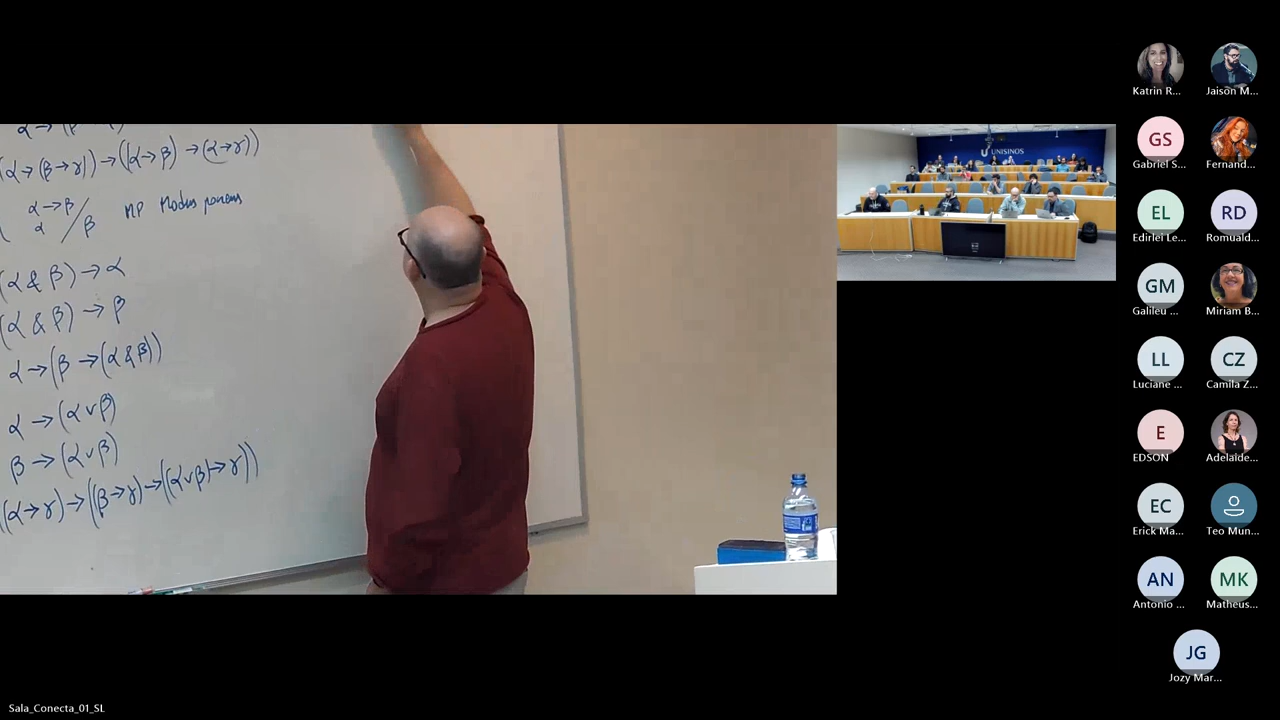 α→(β→
(α→(β→γ))→((α→β)→(α→γ))
α→β
α / β MP Modus ponens
(α & β)→α
(α & β)→β
α→(β→(α&β))
α→(α∨β)
β→(α∨β)
(α→γ)→((β→γ)→((α∨β)→γ))
UNISINOS
Katrin R...
Jaison M...
GS
Gabriel S...
Fernand...
EL
Edirlei Le...
RD
Romuald...
GM
Galileu ...
Miriam B...
LL
Luciane ...
CZ
Camila Z...
E
EDSON
Adelaide...
EC
Erick Ma...
Teo Mun...
AN
Antonio ...
MK
Matheus...
JG
Jozy Mar...
Sala_Conecta_01_SL